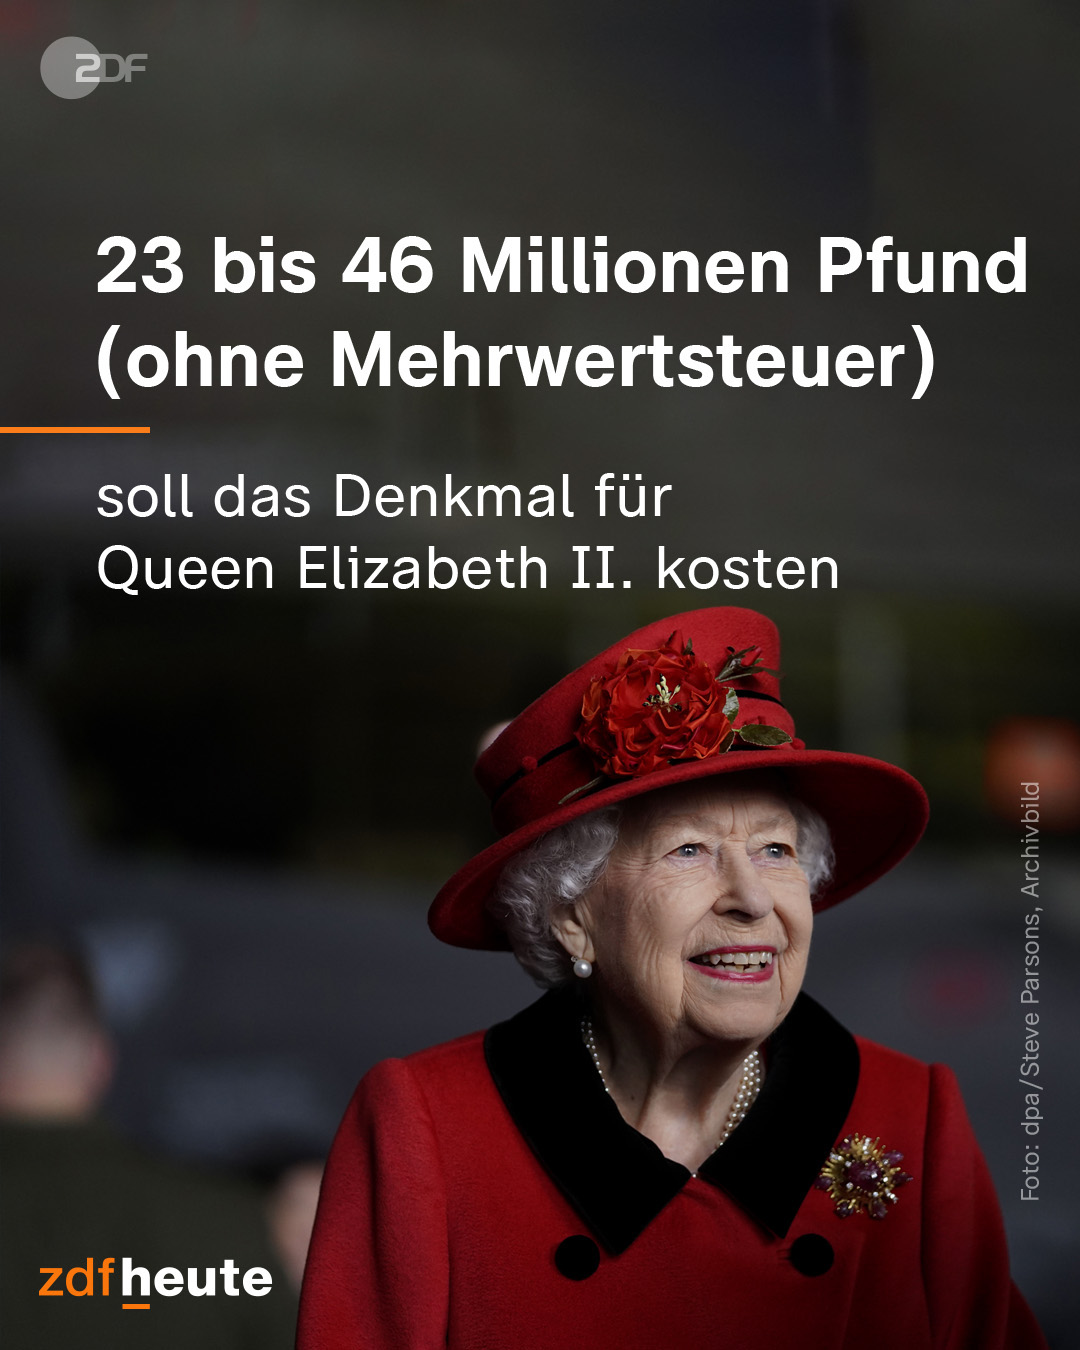 ZDF
23 bis 46 Millionen Pfund
(ohne Mehrwertsteuer)
soll das Denkmal für
Queen Elizabeth II. kosten
Foto: dpa/Steve Parsons, Archivbild
zdfheute